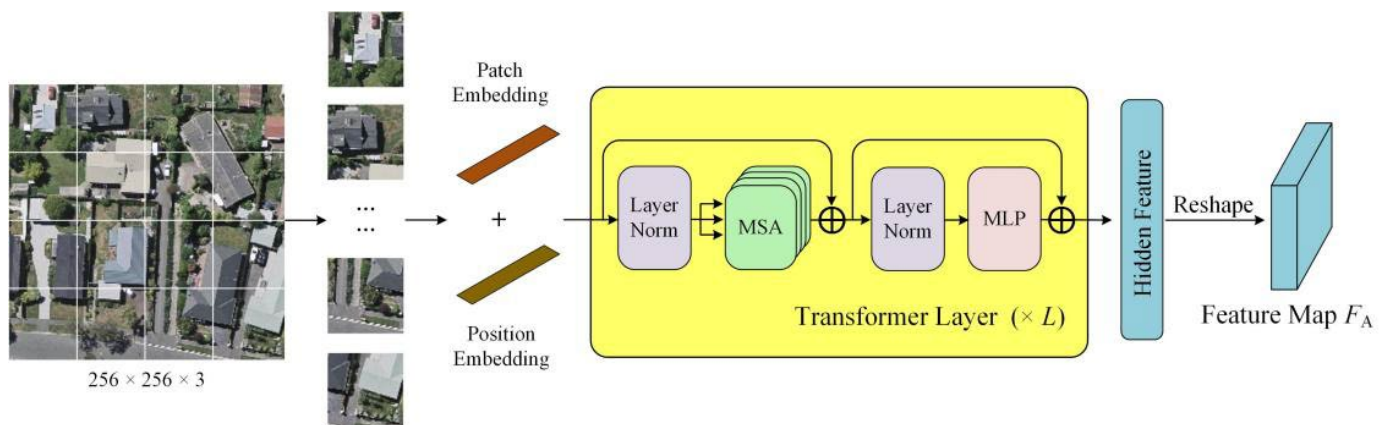 256 × 256 × 3
...
...
Patch
Embedding
+
Position
Embedding
Layer
Norm
MSA
Layer
Norm
MLP
Transformer Layer (× L)
Hidden Feature
Reshape
Feature Map F_A